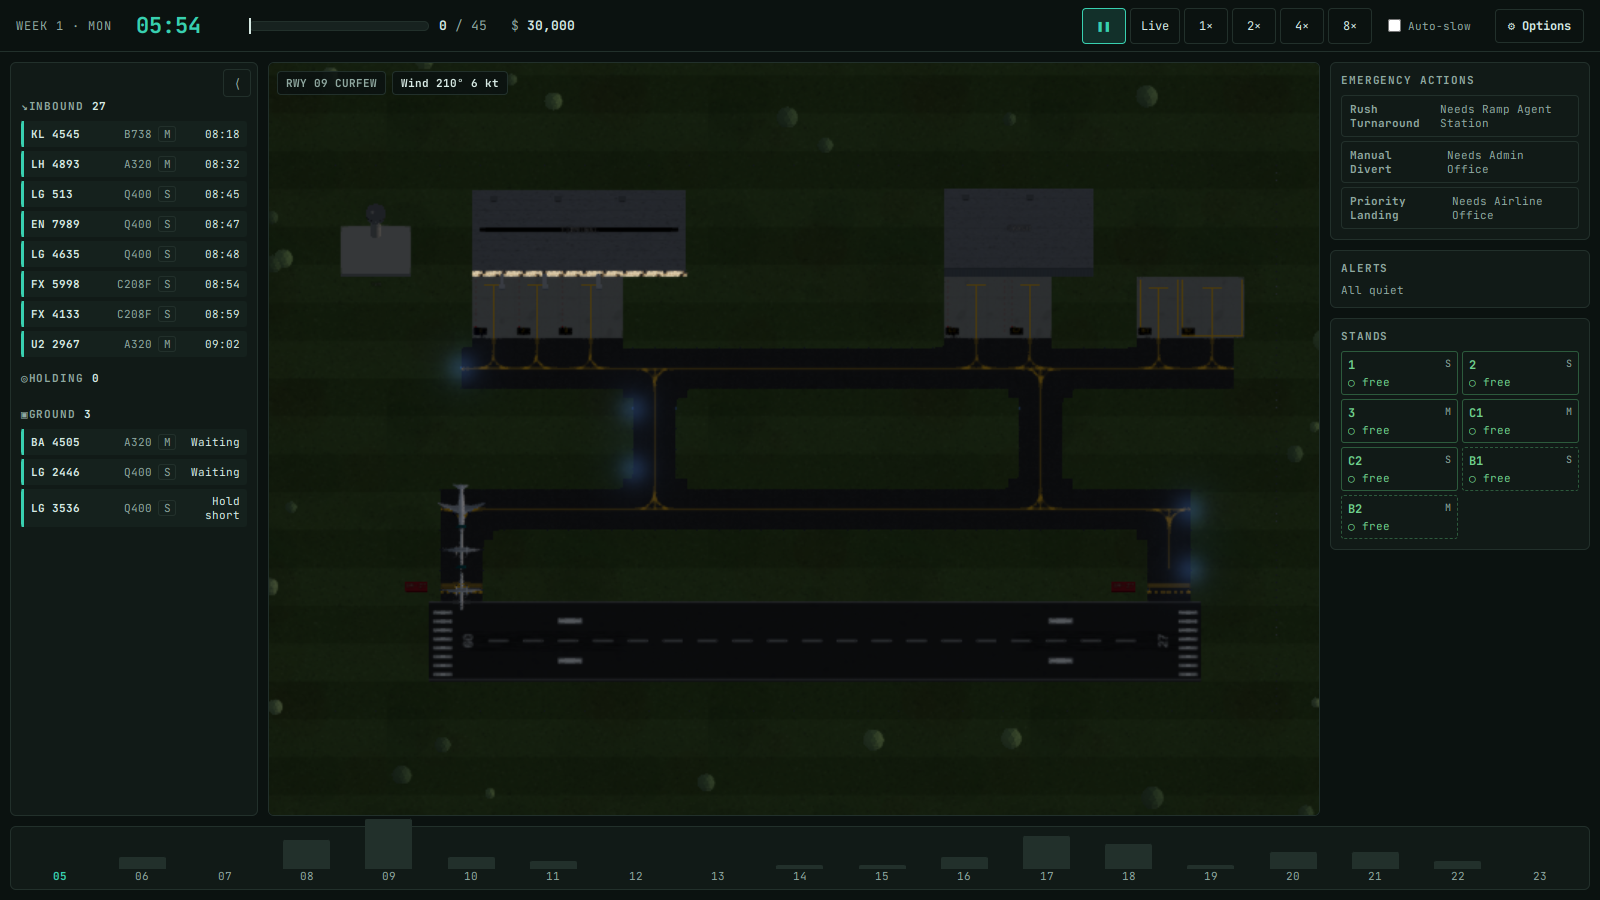 WEEK 1 · MON 05:54 0 / 45 $ 30,000 Live 1× 2× 4× 8× Auto-slow Options
RWY 09 CURFEW Wind 210° 6 kt
INBOUND 27
KL 4545 B738 M 08:18
LH 4893 A320 M 08:32
LG 513 Q400 S 08:45
EN 7989 Q400 S 08:47
LG 4635 Q400 S 08:48
FX 5998 C208F S 08:54
FX 4133 C208F S 08:59
U2 2967 A320 M 09:02
HOLDING 0
GROUND 3
BA 4505 A320 M Waiting
LG 2446 Q400 S Waiting
LG 3536 Q400 S Hold short
09
27
EMERGENCY ACTIONS
Rush Turnaround Needs Ramp Agent Station
Manual Divert Needs Admin Office
Priority Landing Needs Airline Office
ALERTS
All quiet
STANDS
1 S
free
2 S
free
3 M
free
C1 M
free
C2 S
free
B1 S
free
B2 M
free
05 06 07 08 09 10 11 12 13 14 15 16 17 18 19 20 21 22 23